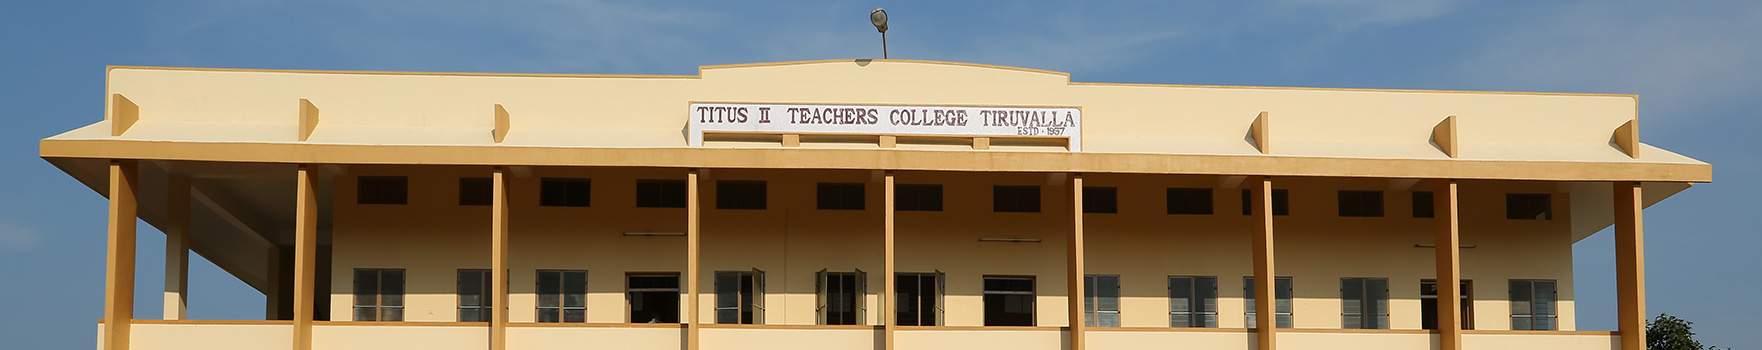 TITUS II TEACHERS COLLEGE TIRUVALLA
ESTD - 1957